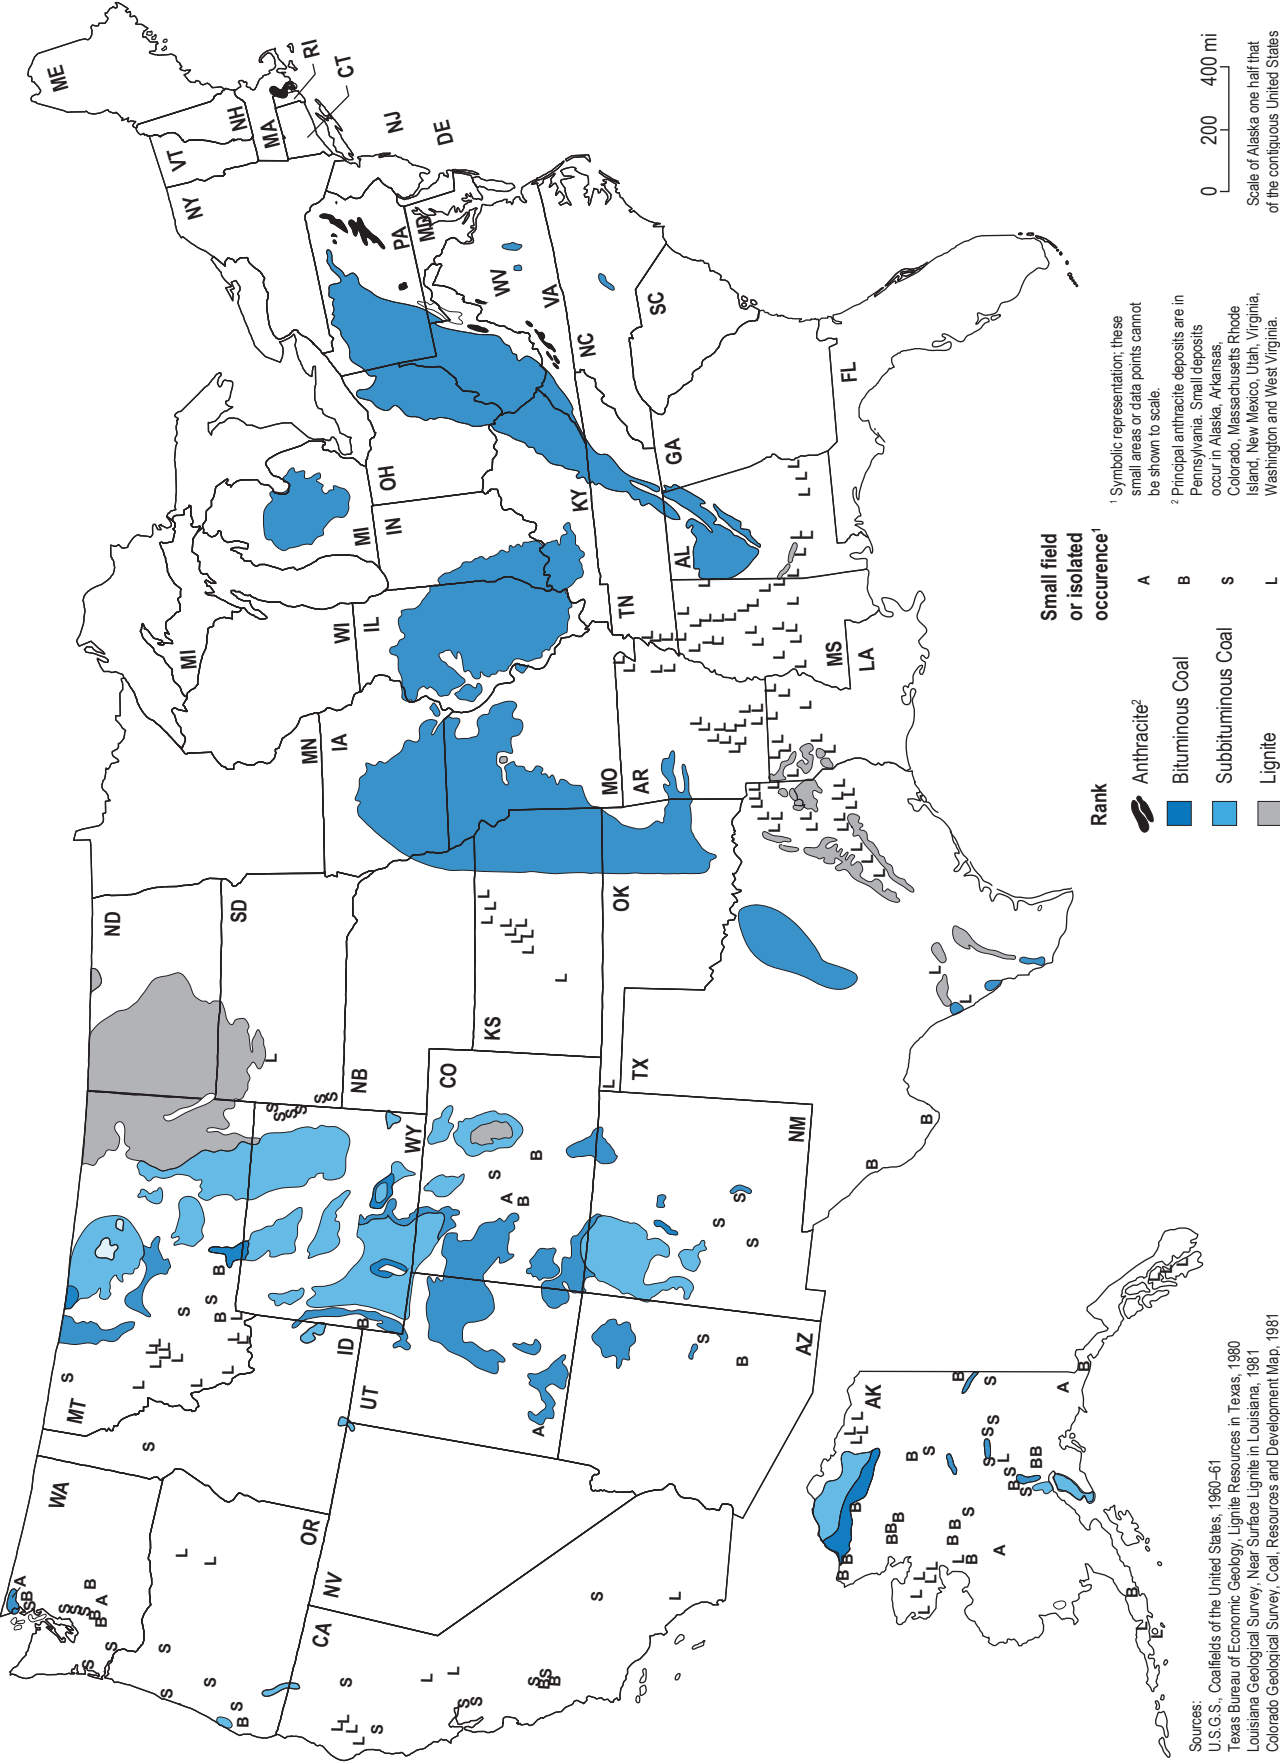 WA
MT
ND
MN
MI
WI
ME
VT
NH
NY
MA
RI
CT
NJ
DE
PA
MD
OR
ID
WY
SD
IA
IL
IN
MI
OH
WV
VA
NV
CA
UT
CO
NB
KS
MO
KY
NC
SC
AZ
NM
OK
TX
AR
TN
MS
AL
GA
LA
FL
AK
0 200 400 mi
Scale of Alaska one half that
of the contiguous United States
Rank
Small field
or isolated
occurence1
Anthracite2 A
Bituminous Coal B
Subbituminous Coal S
Lignite L
1 Symbolic representation; these
small areas or data points cannot
be shown to scale.
2 Principal anthracite deposits are in
Pennsylvania. Small deposits
occur in Alaska, Arkansas,
Colorado, Massachusetts Rhode
Island, New Mexico, Utah, Virginia,
Washington and West Virginia.
Sources:
U.S.G.S., Coalfields of the United States, 1960–61
Texas Bureau of Economic Geology, Lignite Resources in Texas, 1980
Louisiana Geological Survey, Near Surface Lignite in Louisiana, 1981
Colorado Geological Survey, Coal, Resources and Development Map, 1981